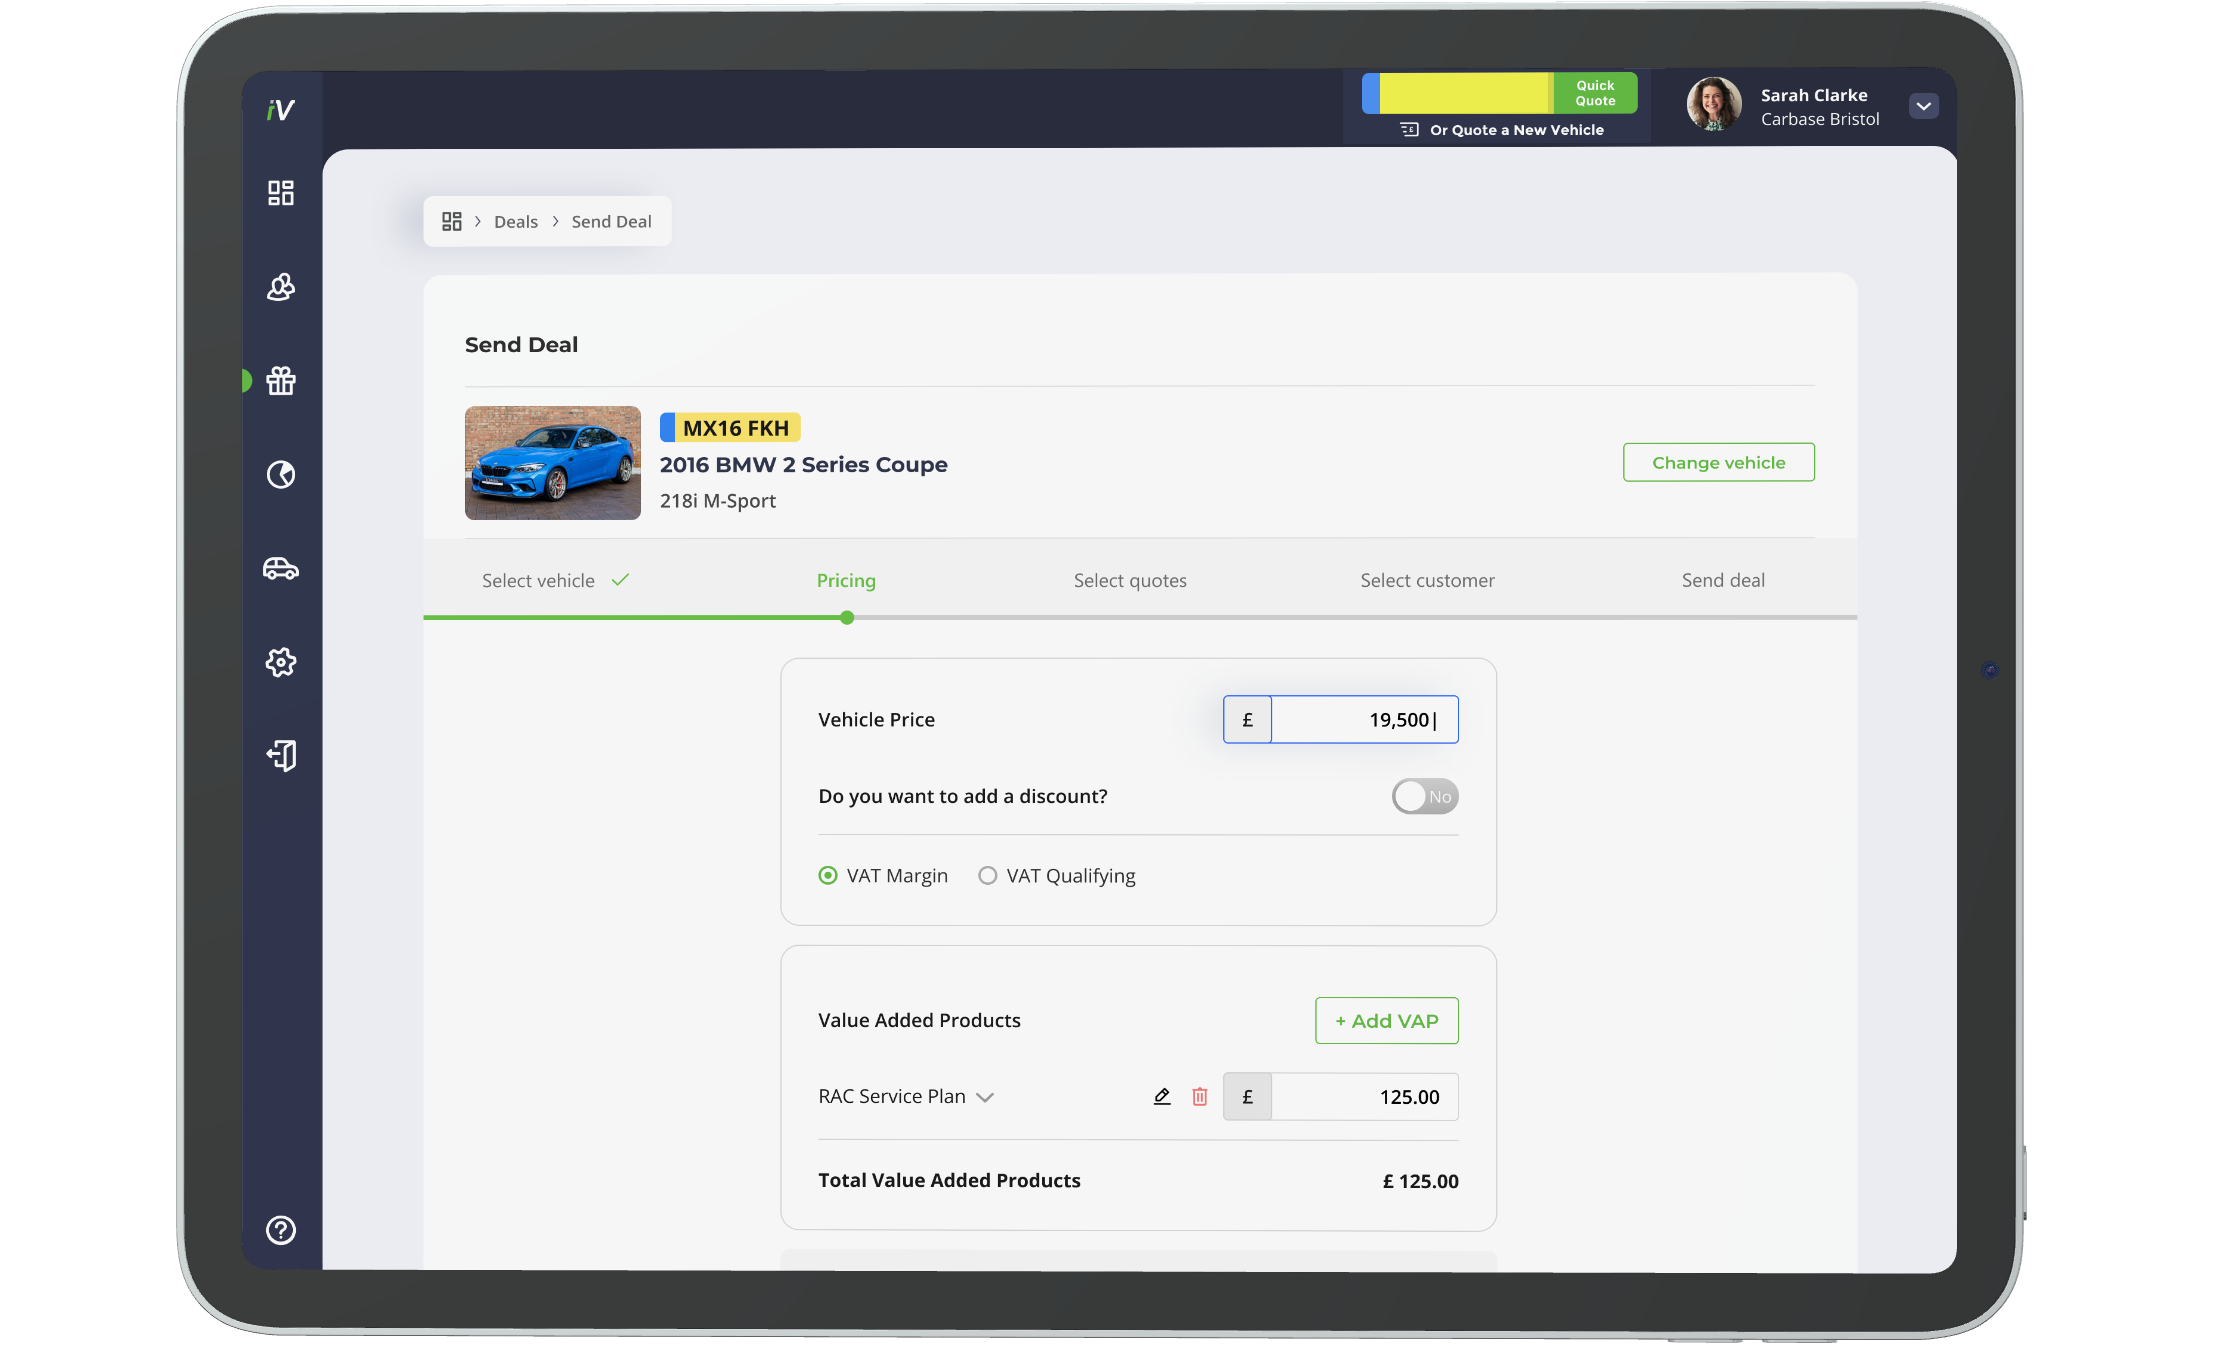 iV
Quick
Quote
Or Quote a New Vehicle
Sarah Clarke
Carbase Bristol
Deals
Send Deal
Send Deal
MX16 FKH
2016 BMW 2 Series Coupe
218i M-Sport
Change vehicle
Select vehicle
Pricing
Select quotes
Select customer
Send deal
Vehicle Price
£ 19,500
Do you want to add a discount?
No
VAT Margin
VAT Qualifying
Value Added Products
+ Add VAP
RAC Service Plan
£ 125.00
Total Value Added Products
£ 125.00